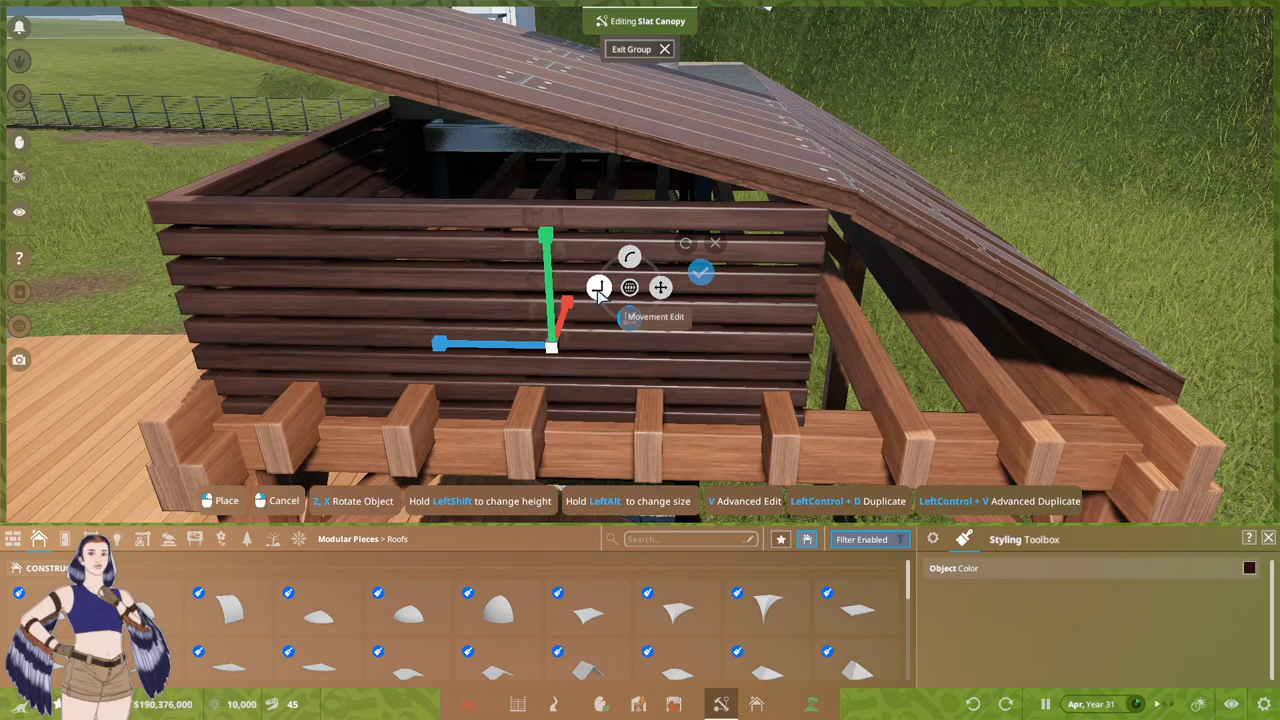 Editing Slat Canopy
Exit Group
Movement Edit
Place
Cancel
Z, X Rotate Object
Hold LeftShift to change height
Hold LeftAlt to change size
V Advanced Edit
LeftControl + D Duplicate
LeftControl + V Advanced Duplicate
Modular Pieces > Roofs
Search...
Filter Enabled
Styling Toolbox
CONSTRU
Object Color
$190,376,000
10,000
45
Apr, Year 31